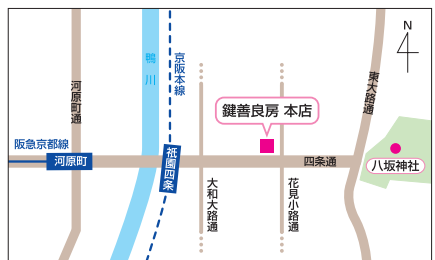 N
鴨川
京阪本線
河原町通
東大路通
鍵善良房 本店
阪急京都線
河原町
祇園四条
四条通
八坂神社
大和大路通
花見小路通